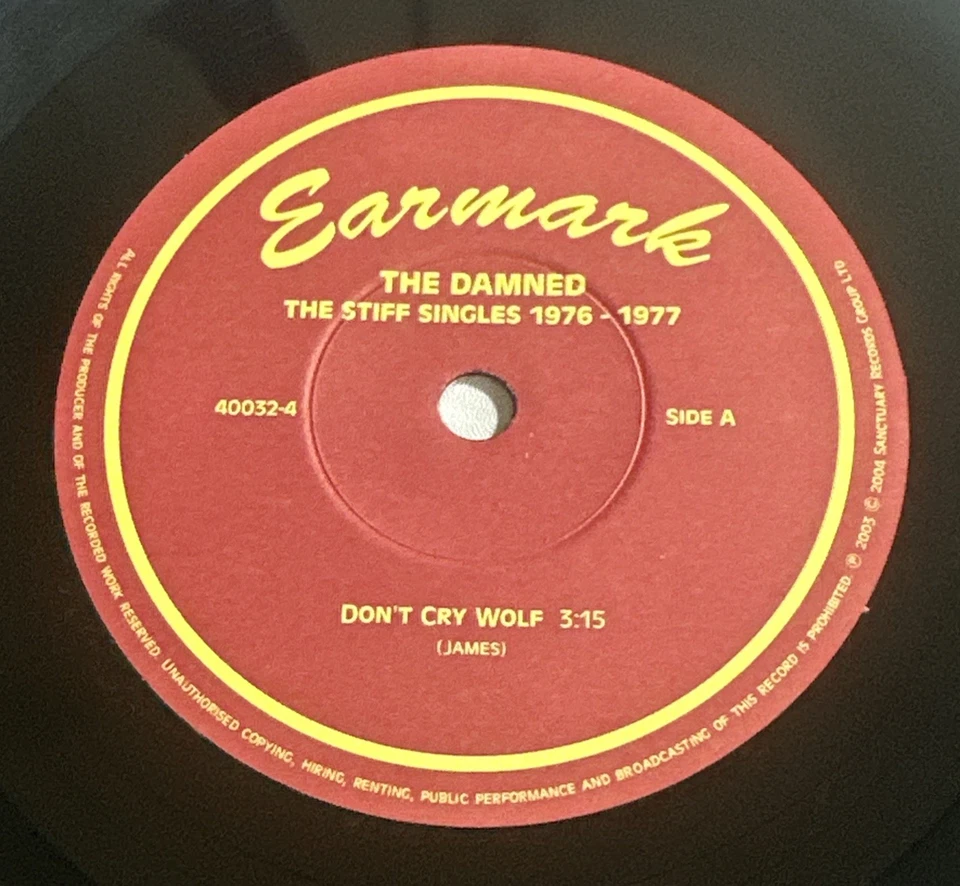 Earmark
THE DAMNED
THE STIFF SINGLES 1976 - 1977
40032-4
SIDE A
DON'T CRY WOLF 3:15
(JAMES)
ALL RIGHTS OF THE PRODUCER AND OF THE RECORDED WORK RESERVED. UNAUTHORISED COPYING, HIRING, RENTING, PUBLIC PERFORMANCE AND BROADCASTING OF THIS RECORD IS PROHIBITED. ℗ 2003 © 2004 SANCTUARY RECORDS GROUP LTD